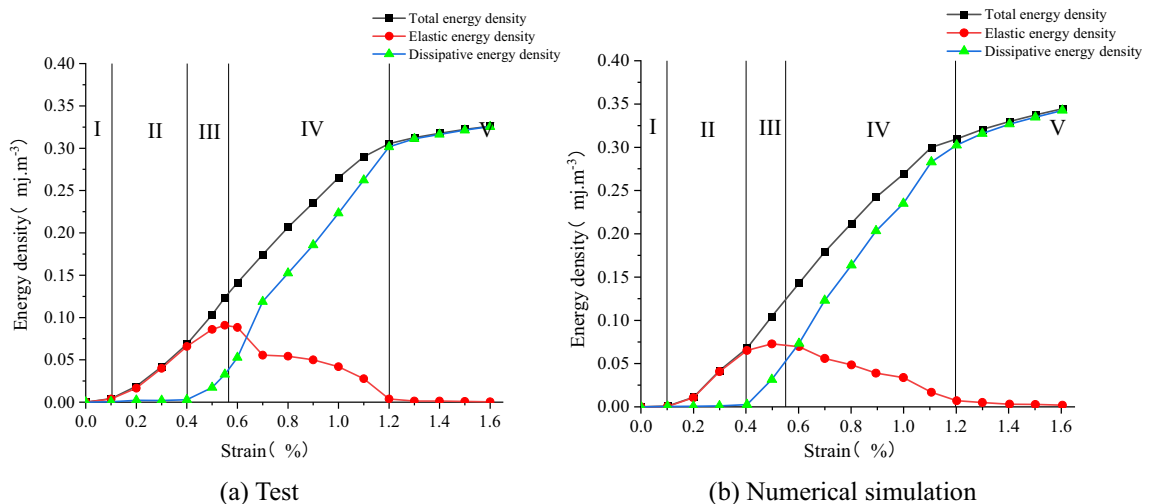 Total energy density
Elastic energy density
Dissipative energy density
0.40
0.35
0.30
0.25
0.20
0.15
0.10
0.05
0.00
Energy density( mj.m-3)
I
II
III
IV
V
0.0 0.2 0.4 0.6 0.8 1.0 1.2 1.4 1.6
Strain( %)
(a) Test
Total energy density
Elastic energy density
Dissipative energy density
0.40
0.35
0.30
0.25
0.20
0.15
0.10
0.05
0.00
Energy density( mj.m-3)
I
II
III
IV
V
0.0 0.2 0.4 0.6 0.8 1.0 1.2 1.4 1.6
Strain( %)
(b) Numerical simulation